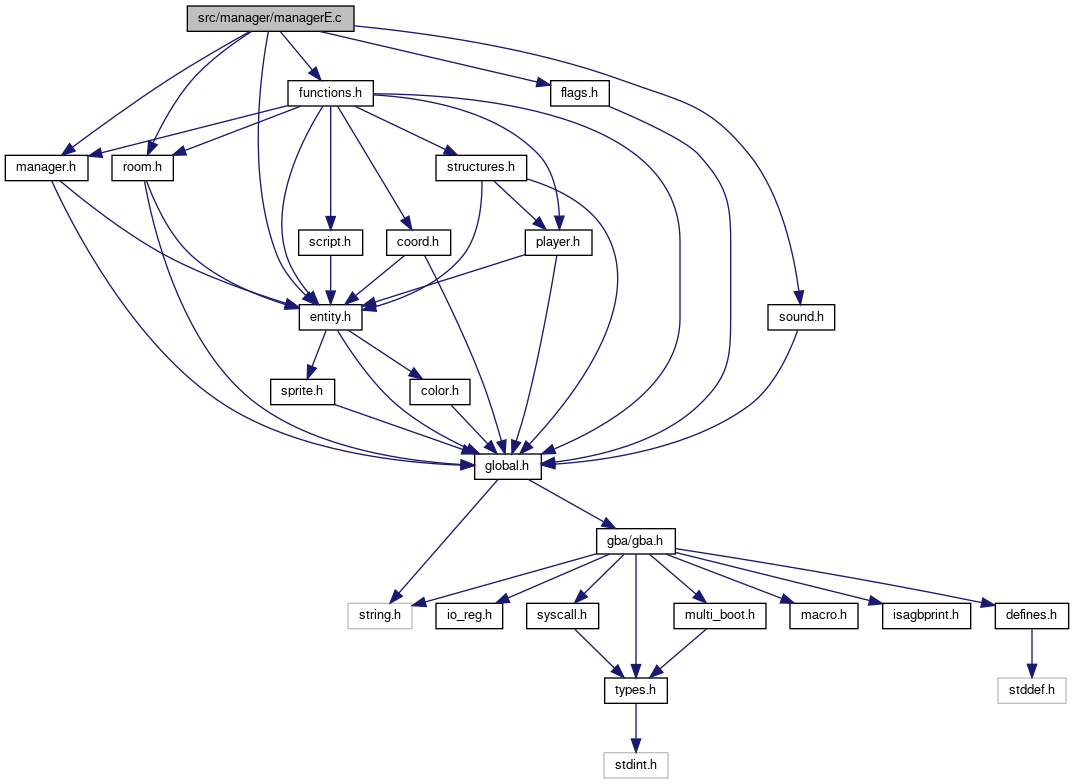 src/manager/managerE.c
functions.h
flags.h
manager.h
room.h
structures.h
script.h
coord.h
player.h
entity.h
sound.h
sprite.h
color.h
global.h
gba/gba.h
string.h
io_reg.h
syscall.h
multi_boot.h
macro.h
isagbprint.h
defines.h
types.h
stddef.h
stdint.h